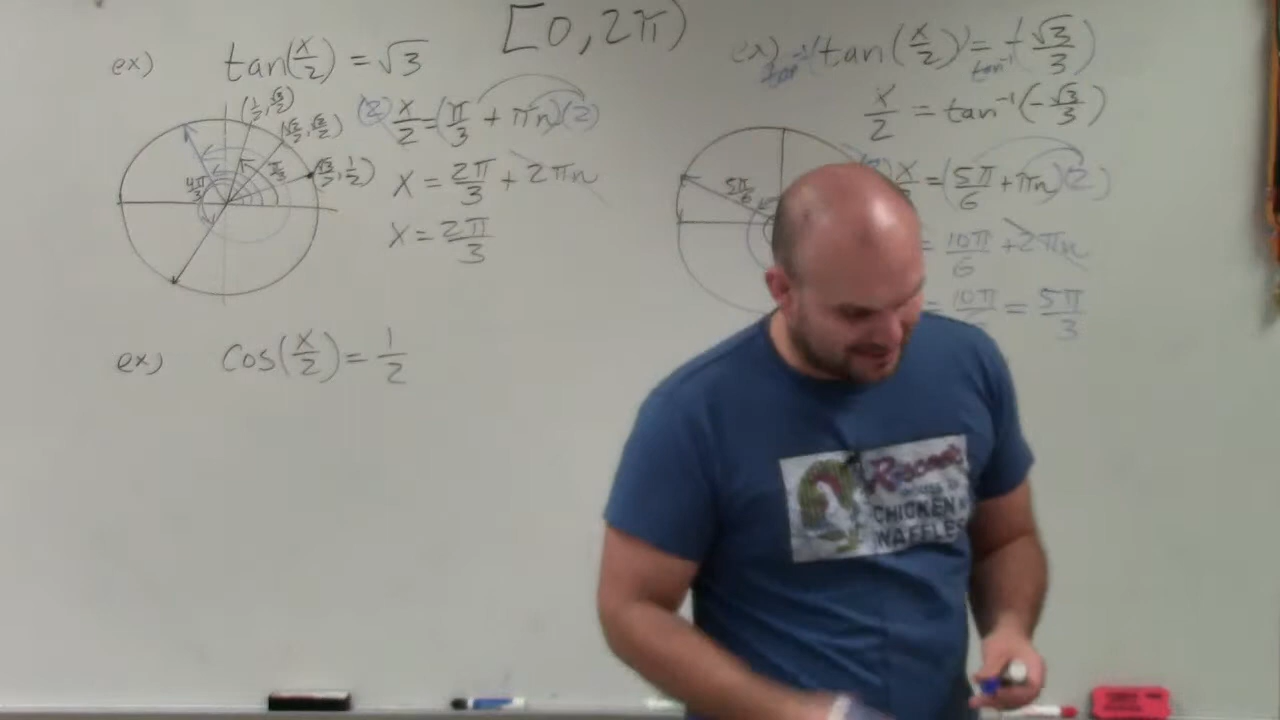 [0, 2π)
ex) tan(x/2) = √3
(1/2, √3/2)
(√2/2, √2/2)
(√3/2, 1/2)
π/3
4π/3
(2) x/2 = (π/3 + πn)(2)
x = 2π/3 + 2πn
x = 2π/3
ex) cos(x/2) = 1/2
ex) tan⁻¹(tan(x/2)) = tan⁻¹(-√3/3)
x/2 = tan⁻¹(-√3/3)
5π/6
= (5π/6 + πn)(2)
= 10π/6 + 2πn
= 10π/ = 5π/3
Roscoe's
CHICKEN
WAFFLES